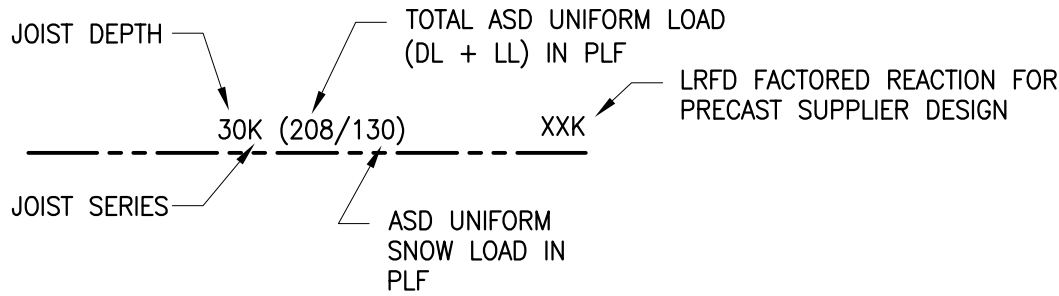 JOIST DEPTH
TOTAL ASD UNIFORM LOAD
(DL + LL) IN PLF
LRFD FACTORED REACTION FOR
PRECAST SUPPLIER DESIGN
30K (208/130)
XXK
JOIST SERIES
ASD UNIFORM
SNOW LOAD IN
PLF